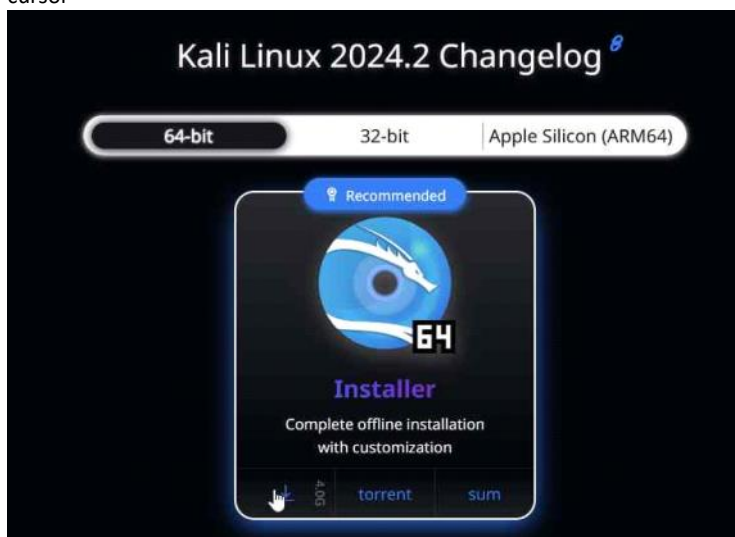 cursor
Kali Linux 2024.2 Changelog
64-bit
32-bit
Apple Silicon (ARM64)
Recommended
64
Installer
Complete offline installation
with customization
4.0G
torrent
sum